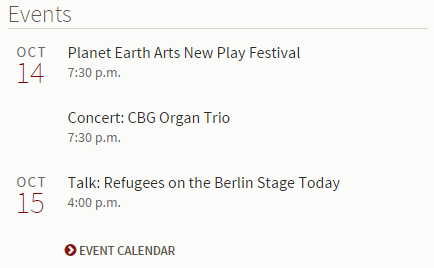 Events
OCT
14
Planet Earth Arts New Play Festival
7:30 p.m.
Concert: CBG Organ Trio
7:30 p.m.
OCT
15
Talk: Refugees on the Berlin Stage Today
4:00 p.m.
EVENT CALENDAR